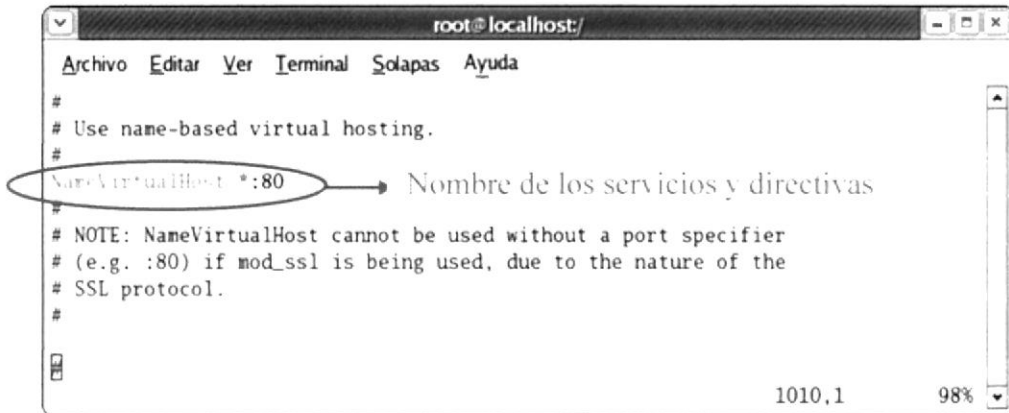 root@localhost:/
Archivo Editar Ver Terminal Solapas Ayuda
#
# Use name-based virtual hosting.
#
NameVirtualHost *:80
Nombre de los servicios y directivas
#
# NOTE: NameVirtualHost cannot be used without a port specifier
# (e.g. :80) if mod_ssl is being used, due to the nature of the
# SSL protocol.
#
#
1010,1 98%